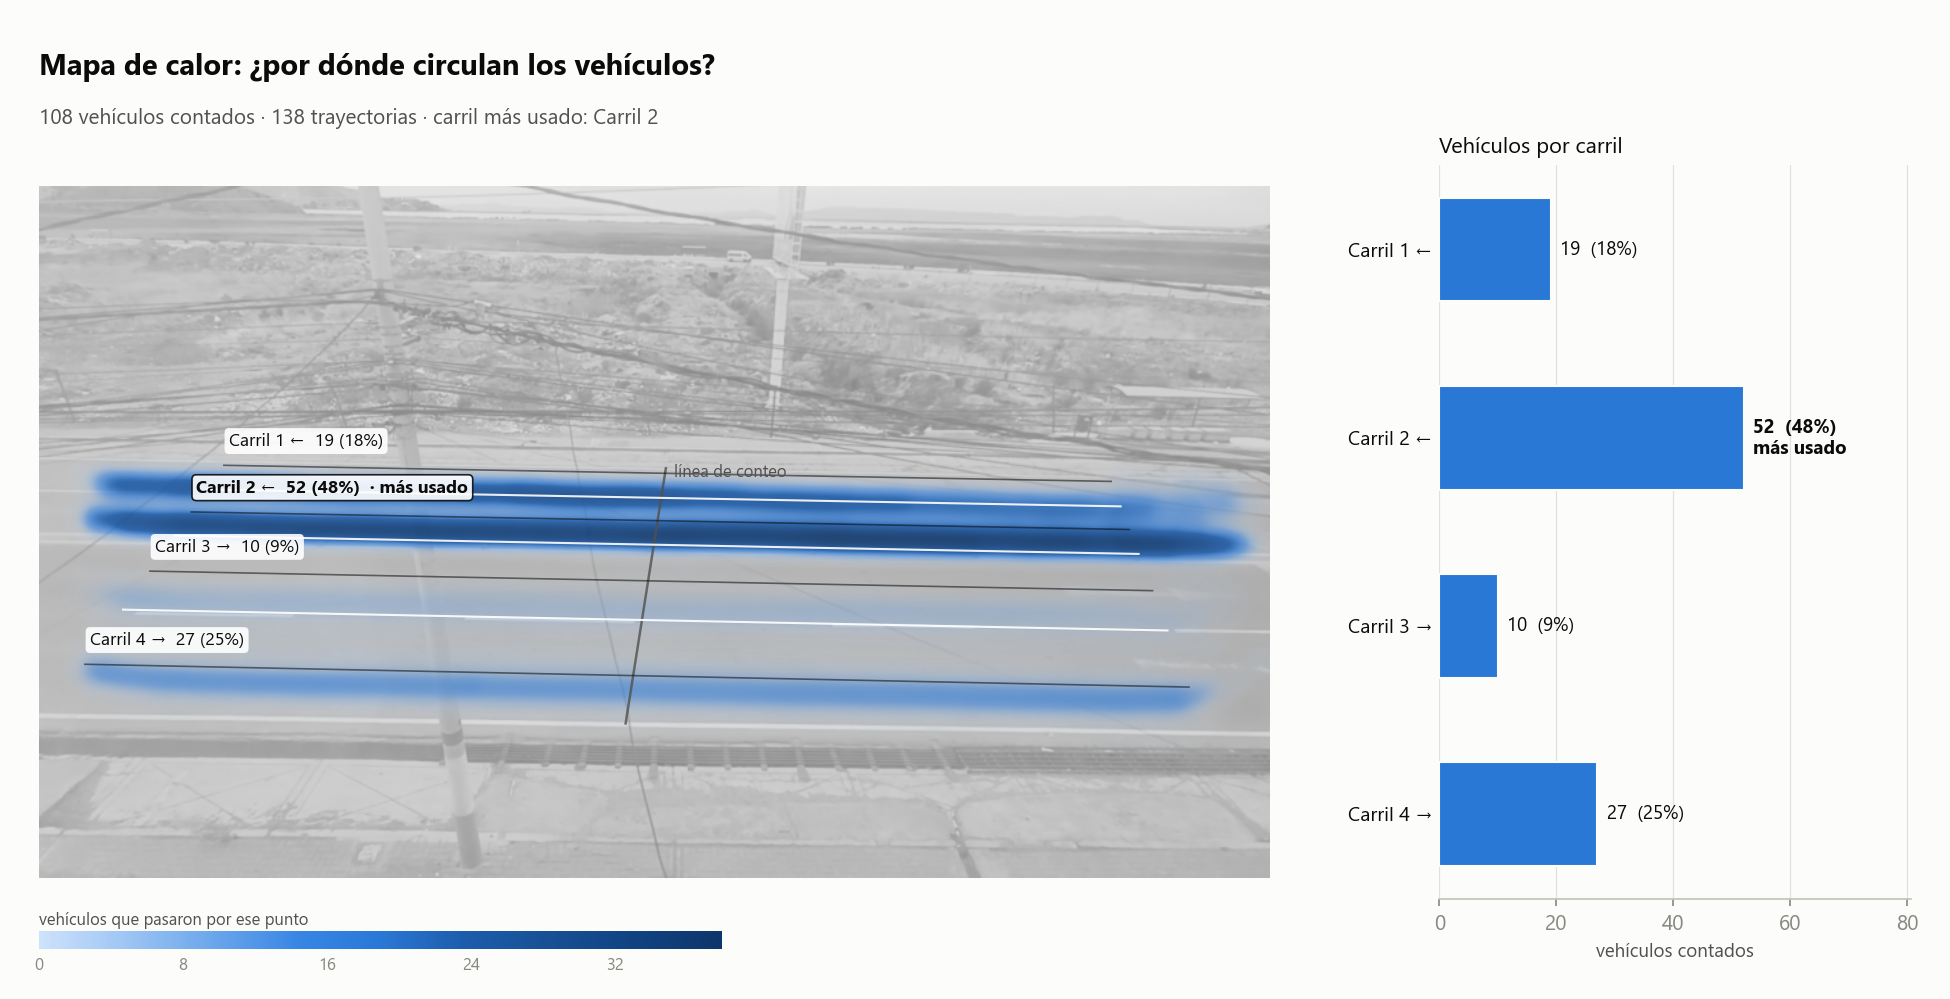 Mapa de calor: ¿por dónde circulan los vehículos?
108 vehículos contados · 138 trayectorias · carril más usado: Carril 2
Carril 1 ← 19 (18%)
línea de conteo
Carril 2 ← 52 (48%) · más usado
Carril 3 → 10 (9%)
Carril 4 → 27 (25%)
vehículos que pasaron por ese punto
0 8 16 24 32
Vehículos por carril
Carril 1 ← 19 (18%)
Carril 2 ← 52 (48%)
más usado
Carril 3 → 10 (9%)
Carril 4 → 27 (25%)
0 20 40 60 80
vehículos contados